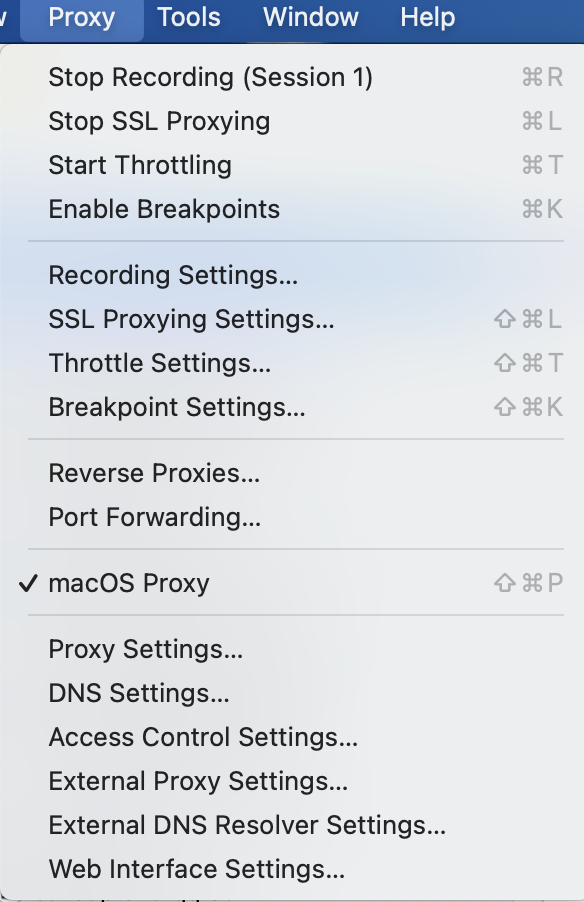 Proxy Tools Window Help
Stop Recording (Session 1) ⌘R
Stop SSL Proxying ⌘L
Start Throttling ⌘T
Enable Breakpoints ⌘K
Recording Settings...
SSL Proxying Settings... ⇧⌘L
Throttle Settings... ⇧⌘T
Breakpoint Settings... ⇧⌘K
Reverse Proxies...
Port Forwarding...
✓ macOS Proxy ⇧⌘P
Proxy Settings...
DNS Settings...
Access Control Settings...
External Proxy Settings...
External DNS Resolver Settings...
Web Interface Settings...